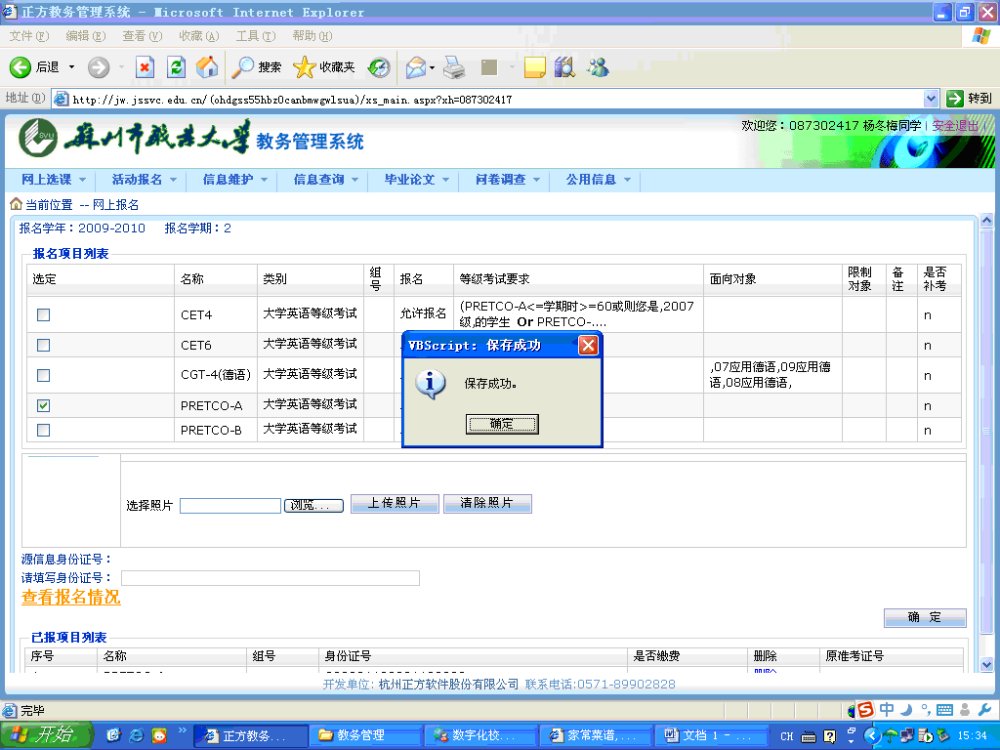 正方教务管理系统 - Microsoft Internet Explorer
文件(F) 编辑(E) 查看(V) 收藏(A) 工具(T) 帮助(H)
后退 搜索 收藏夹
地址(D) http://jw.jssvc.edu.cn/(ohdgss55hbz0canbmwgwlsua)/xs_main.aspx?xh=087302417 转到
欢迎您：087302417 杨冬梅同学 | 安全退出 |
苏州市职业大学 教务管理系统
网上选课 活动报名 信息维护 信息查询 毕业论文 问卷调查 公用信息
当前位置 -- 网上报名
报名学年：2009-2010 报名学期：2
报名项目列表
选定 名称 类别 组号 报名 等级考试要求 面向对象 限制对象 备注 是否补考
CET4 大学英语等级考试 允许报名 (PRETCO-A<=学期时>=60或则您是,2007级,的学生 Or PRETCO-.... n
CET6 大学英语等级考试 n
CGT-4(德语) 大学英语等级考试 ,07应用德语,09应用德语,08应用德语, n
PRETCO-A 大学英语等级考试 n
PRETCO-B 大学英语等级考试 n
VBScript: 保存成功
保存成功。
确定
选择照片 浏览... 上传照片 清除照片
源信息身份证号：
请填写身份证号：
查看报名情况
确 定
已报项目列表
序号 名称 组号 身份证号 是否缴费 删除 原准考证号
开发单位: 杭州正方软件股份有限公司 联系电话:0571-89902828
完毕
中
开始 正方教务... 教务管理 数字化校... 家常菜谱,... 文档 1 - ... CH 15:34